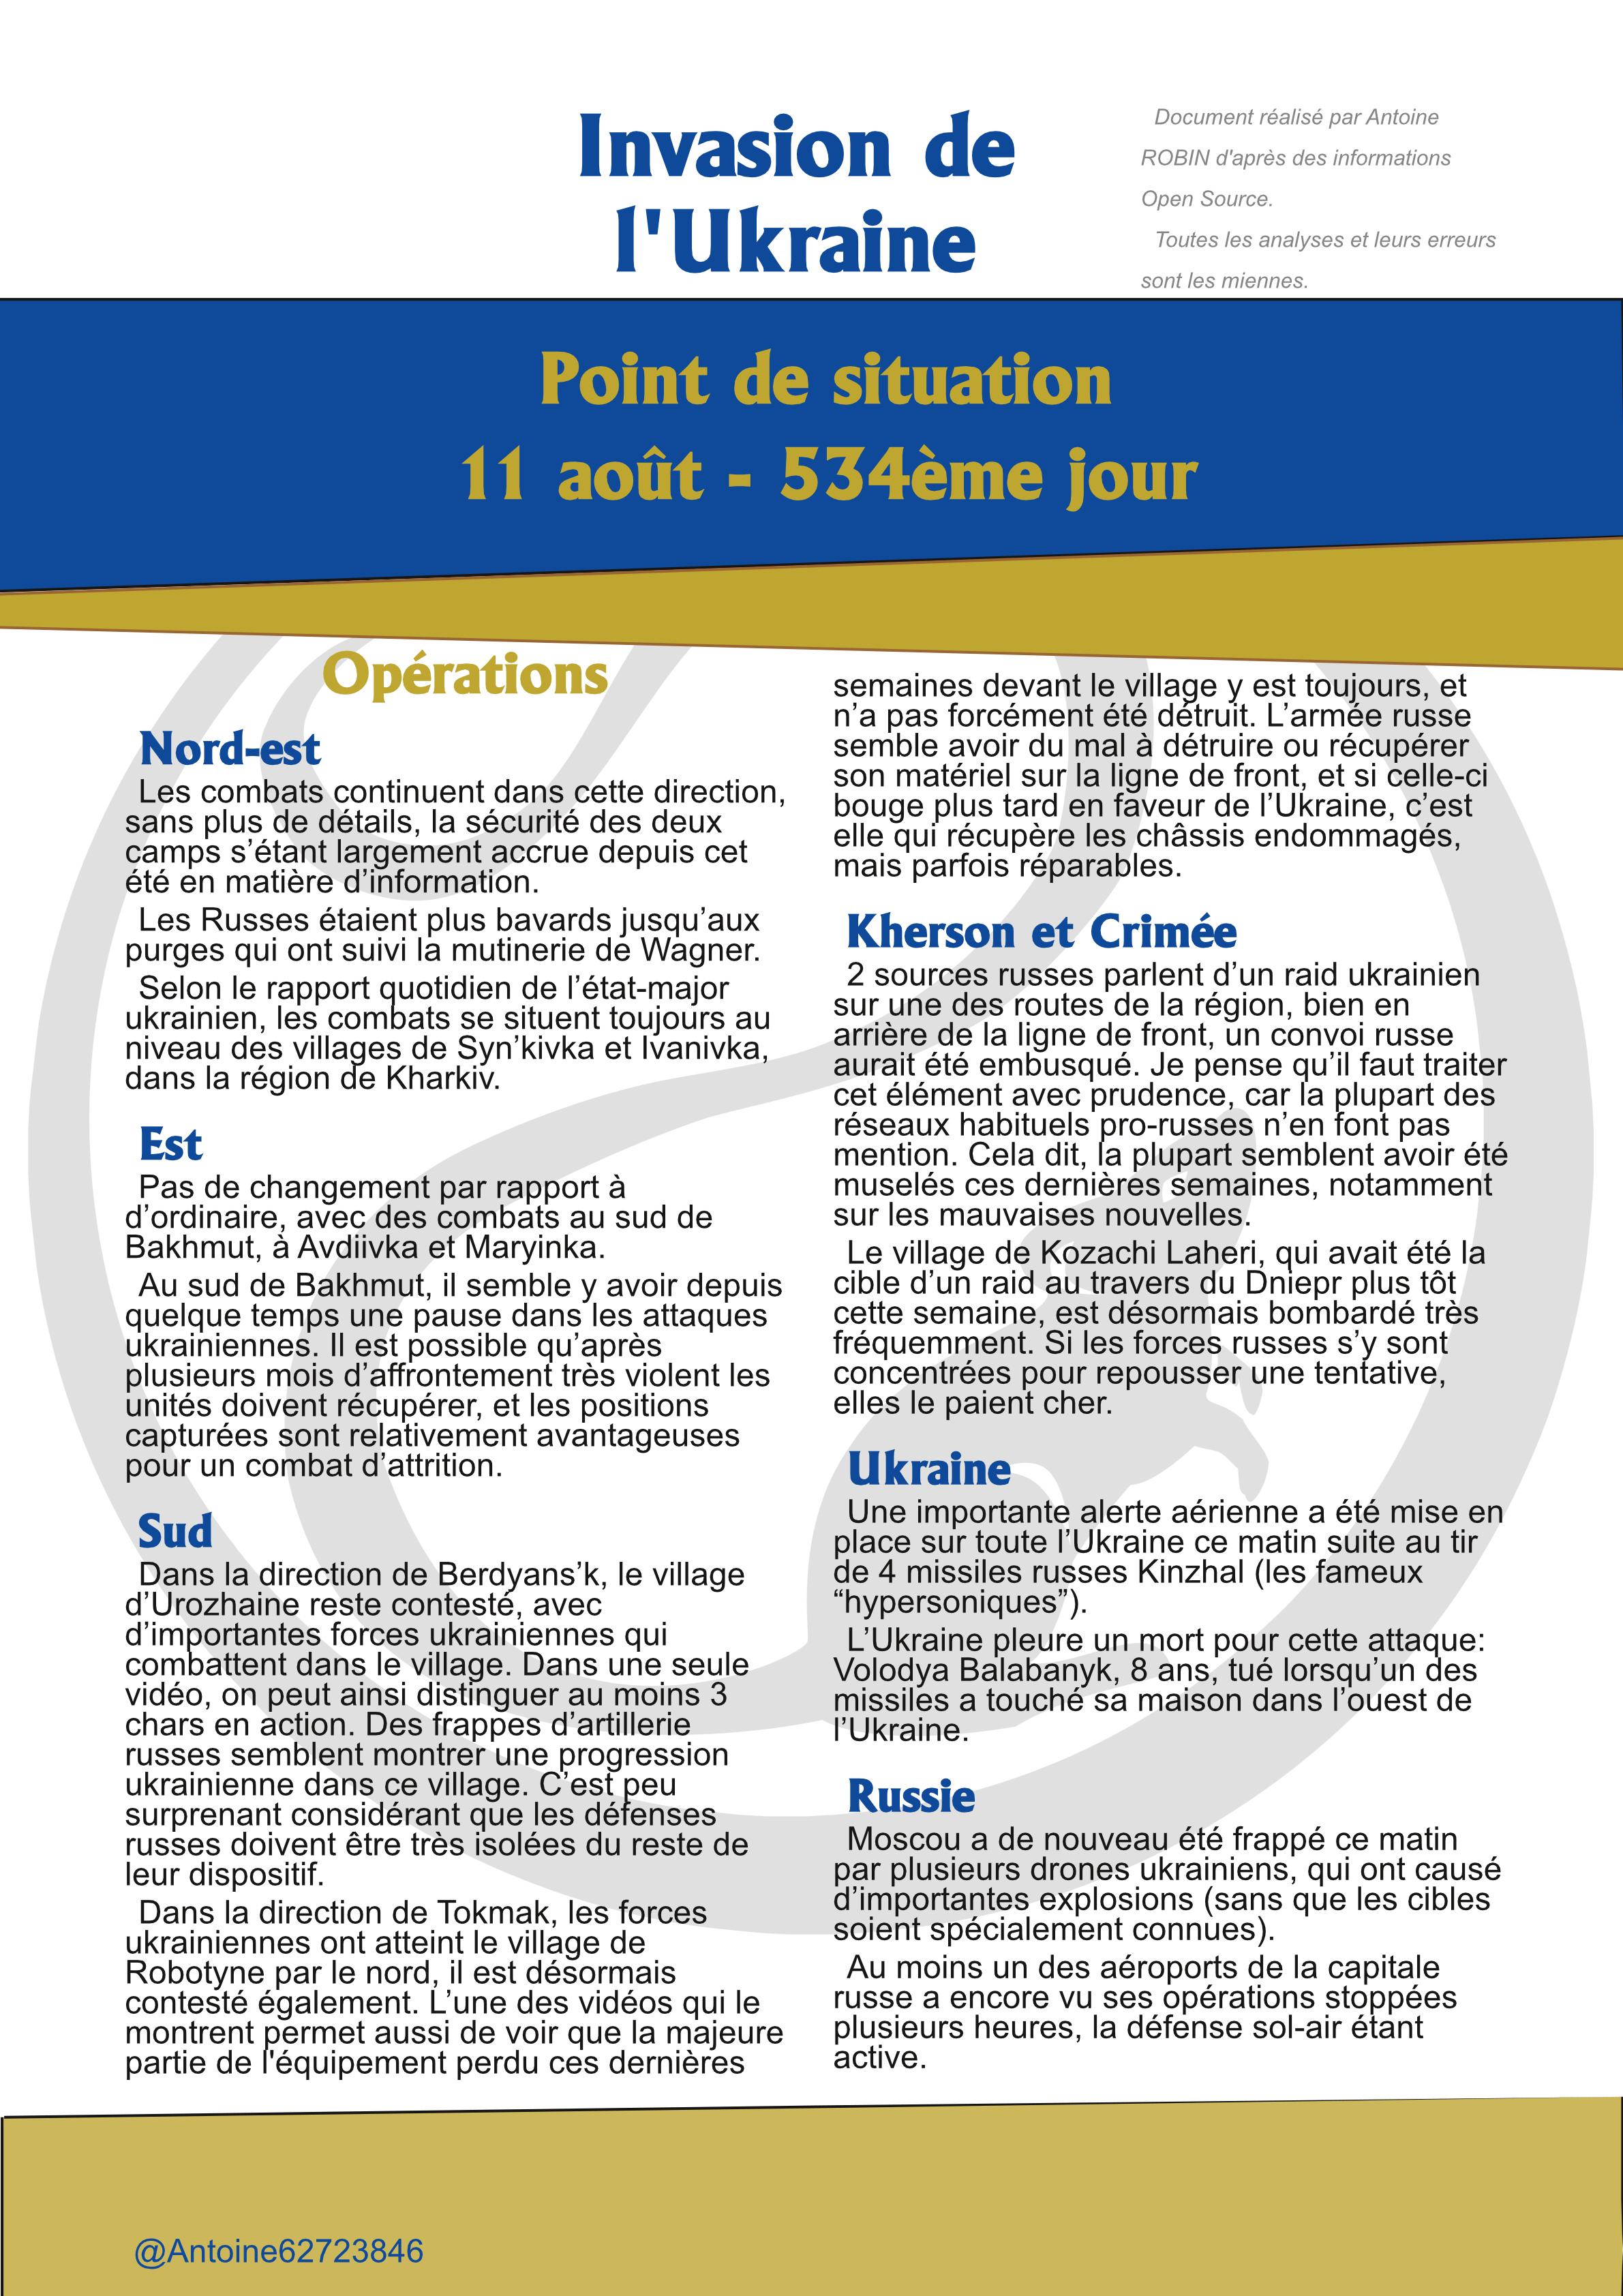 Invasion de
l'Ukraine
Document réalisé par Antoine
ROBIN d'après des informations
Open Source.
Toutes les analyses et leurs erreurs
sont les miennes.
Point de situation
11 août - 534ème jour
Opérations
Nord-est
Les combats continuent dans cette direction,
sans plus de détails, la sécurité des deux
camps s’étant largement accrue depuis cet
été en matière d’information.
Les Russes étaient plus bavards jusqu’aux
purges qui ont suivi la mutinerie de Wagner.
Selon le rapport quotidien de l’état-major
ukrainien, les combats se situent toujours au
niveau des villages de Syn’kivka et Ivanivka,
dans la région de Kharkiv.
Est
Pas de changement par rapport à
d’ordinaire, avec des combats au sud de
Bakhmut, à Avdiivka et Maryinka.
Au sud de Bakhmut, il semble y avoir depuis
quelque temps une pause dans les attaques
ukrainiennes. Il est possible qu’après
plusieurs mois d’affrontement très violent les
unités doivent récupérer, et les positions
capturées sont relativement avantageuses
pour un combat d’attrition.
Sud
Dans la direction de Berdyans’k, le village
d’Urozhaine reste contesté, avec
d’importantes forces ukrainiennes qui
combattent dans le village. Dans une seule
vidéo, on peut ainsi distinguer au moins 3
chars en action. Des frappes d’artillerie
russes semblent montrer une progression
ukrainienne dans ce village. C’est peu
surprenant considérant que les défenses
russes doivent être très isolées du reste de
leur dispositif.
Dans la direction de Tokmak, les forces
ukrainiennes ont atteint le village de
Robotyne par le nord, il est désormais
contesté également. L’une des vidéos qui le
montrent permet aussi de voir que la majeure
partie de l'équipement perdu ces dernières
semaines devant le village y est toujours, et
n’a pas forcément été détruit. L’armée russe
semble avoir du mal à détruire ou récupérer
son matériel sur la ligne de front, et si celle-ci
bouge plus tard en faveur de l’Ukraine, c’est
elle qui récupère les châssis endommagés,
mais parfois réparables.
Kherson et Crimée
2 sources russes parlent d’un raid ukrainien
sur une des routes de la région, bien en
arrière de la ligne de front, un convoi russe
aurait été embusqué. Je pense qu’il faut traiter
cet élément avec prudence, car la plupart des
réseaux habituels pro-russes n’en font pas
mention. Cela dit, la plupart semblent avoir été
muselés ces dernières semaines, notamment
sur les mauvaises nouvelles.
Le village de Kozachi Laheri, qui avait été la
cible d’un raid au travers du Dniepr plus tôt
cette semaine, est désormais bombardé très
fréquemment. Si les forces russes s’y sont
concentrées pour repousser une tentative,
elles le paient cher.
Ukraine
Une importante alerte aérienne a été mise en
place sur toute l’Ukraine ce matin suite au tir
de 4 missiles russes Kinzhal (les fameux
“hypersoniques”).
L’Ukraine pleure un mort pour cette attaque:
Volodya Balabanyk, 8 ans, tué lorsqu’un des
missiles a touché sa maison dans l’ouest de
l’Ukraine.
Russie
Moscou a de nouveau été frappé ce matin
par plusieurs drones ukrainiens, qui ont causé
d’importantes explosions (sans que les cibles
soient spécialement connues).
Au moins un des aéroports de la capitale
russe a encore vu ses opérations stoppées
plusieurs heures, la défense sol-air étant
active.
@Antoine62723846